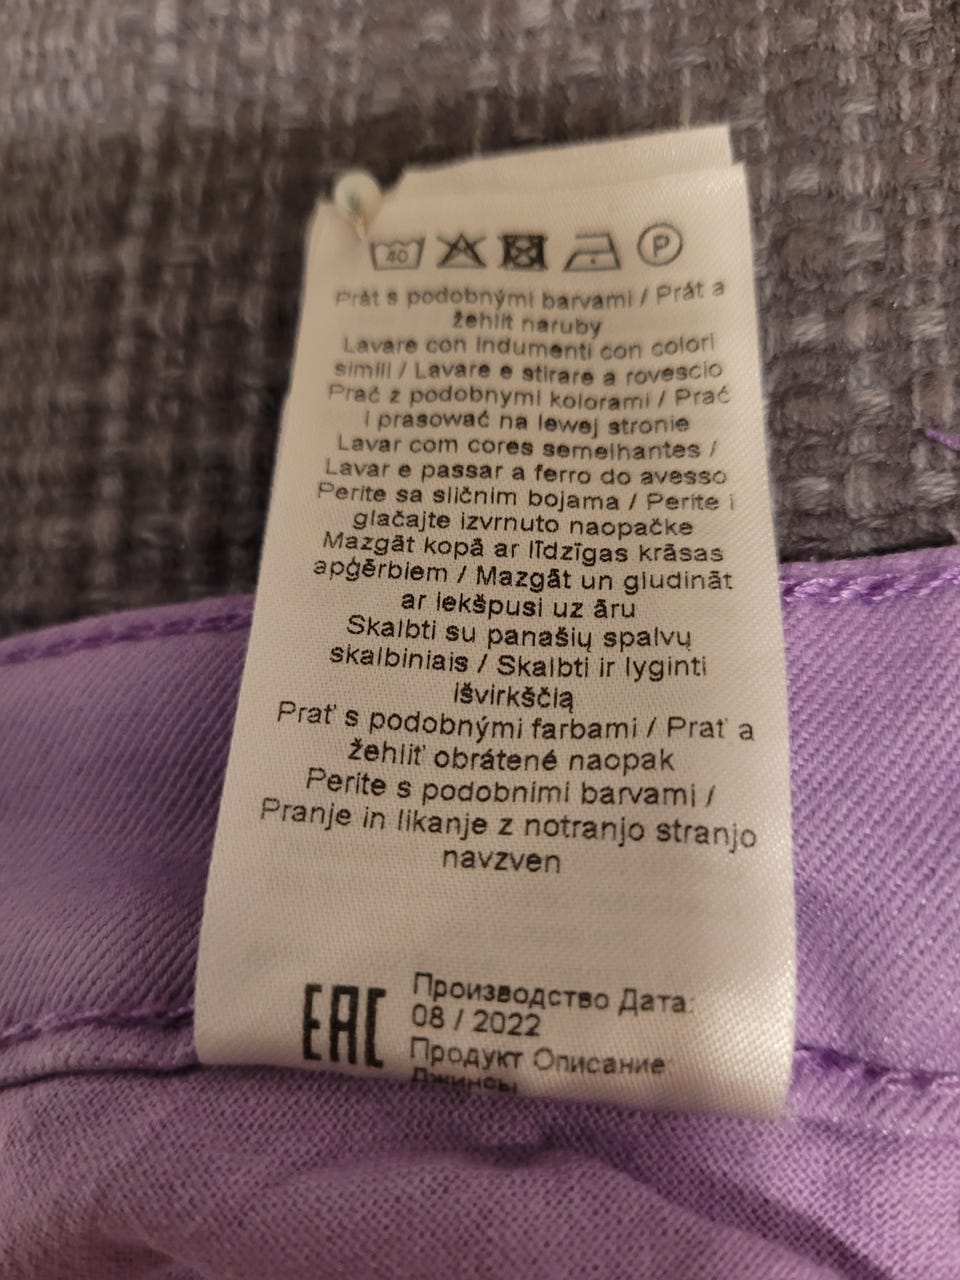 40 P
Prát s podobnými barvami / Prát a
žehlit naruby
Lavare con indumenti con colori
simili / Lavare e stirare a rovescio
Prać z podobnymi kolorami / Prać
i prasować na lewej stronie
Lavar com cores semelhantes /
Lavar e passar a ferro do avesso
Perite sa sličnim bojama / Perite i
glačajte izvrnuto naopačke
Mazgāt kopā ar līdzīgas krāsas
apģērbiem / Mazgāt un gludināt
ar iekšpusi uz āru
Skalbti su panašių spalvų
skalbiniais / Skalbti ir lyginti
išvirkščią
Prať s podobnými farbami / Prať a
žehliť obrátené naopak
Perite s podobnimi barvami /
Pranje in likanje z notranjo stranjo
navzven
EAC
Производство Дата:
08 / 2022
Продукт Описание
Джинсы